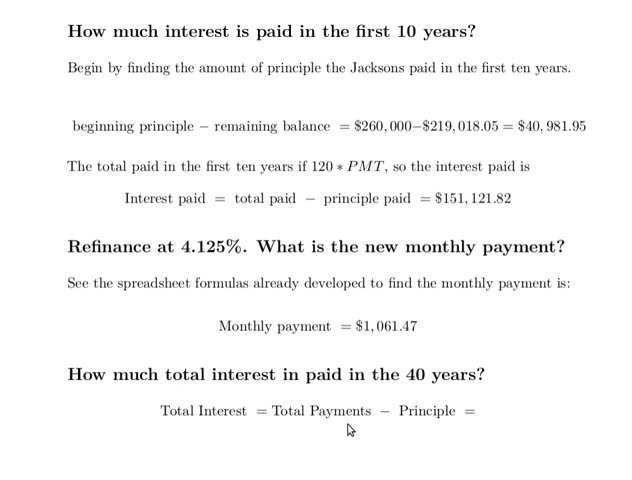 How much interest is paid in the first 10 years?
Begin by finding the amount of principle the Jacksons paid in the first ten years.
beginning principle − remaining balance = $260,000−$219,018.05 = $40,981.95
The total paid in the first ten years if 120 ∗ PMT, so the interest paid is
Interest paid = total paid − principle paid = $151,121.82
Refinance at 4.125%. What is the new monthly payment?
See the spreadsheet formulas already developed to find the monthly payment is:
Monthly payment = $1,061.47
How much total interest in paid in the 40 years?
Total Interest = Total Payments − Principle =